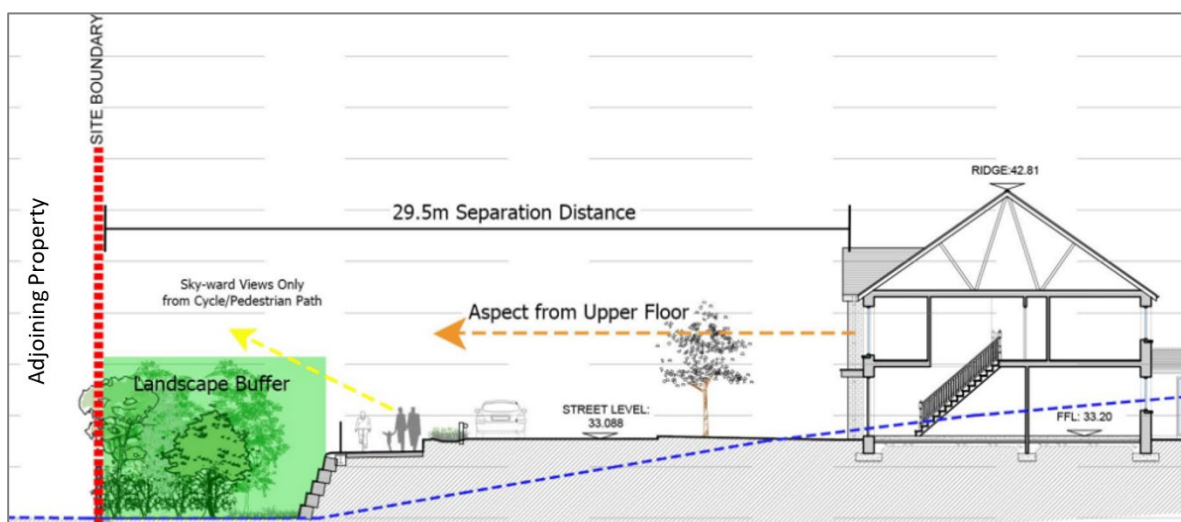 SITE BOUNDARY
Adjoining Property
RIDGE:42.81
29.5m Separation Distance
Sky-ward Views Only
from Cycle/Pedestrian Path
Aspect from Upper Floor
Landscape Buffer
STREET LEVEL:
33.088
FFL: 33.20